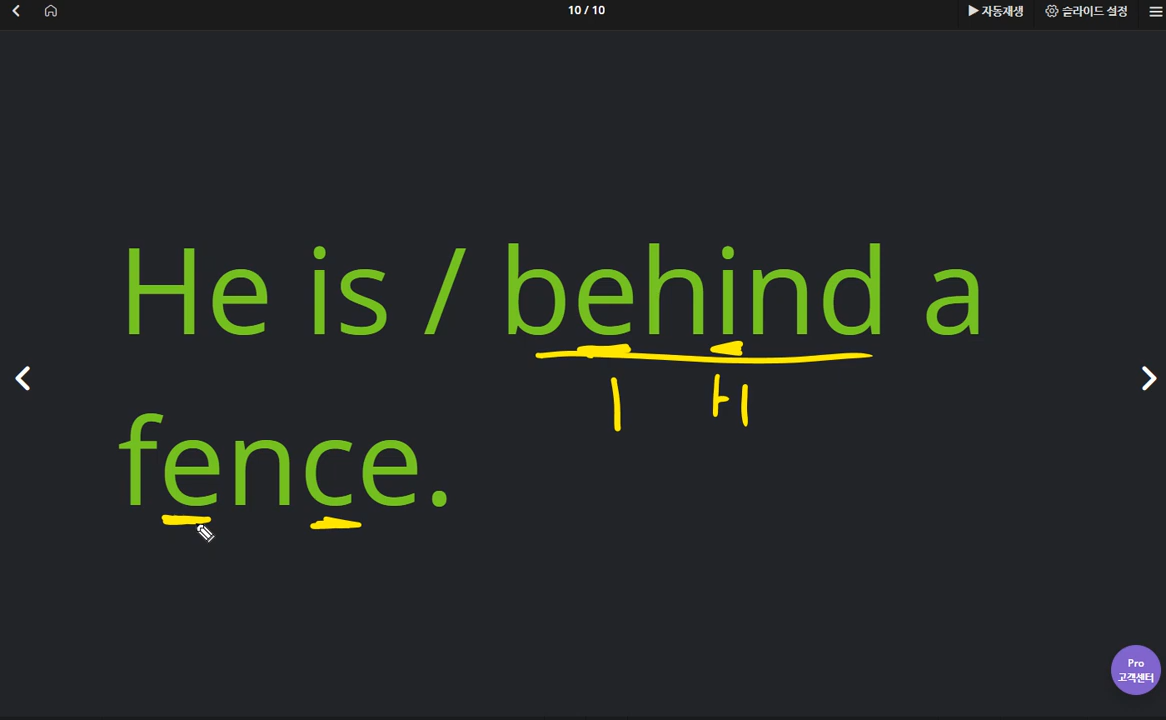 10 / 10
▶ 자동재생
슬라이드 설정
He is / behind a
ㅣ ㅏㅣ
fence.
Pro
고객센터